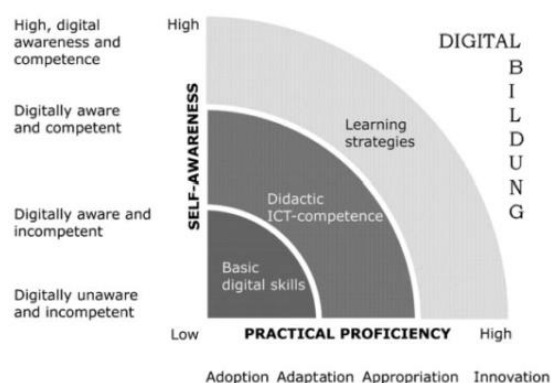 High, digital
awareness and
competence
High
DIGITAL
BILDUNG
Digitally aware
and competent
SELF-AWARENESS
Learning
strategies
Didactic
ICT-competence
Digitally aware and
incompetent
Basic
digital skills
Digitally unaware
and incompetent
Low
PRACTICAL PROFICIENCY
High
Adoption Adaptation Appropriation Innovation